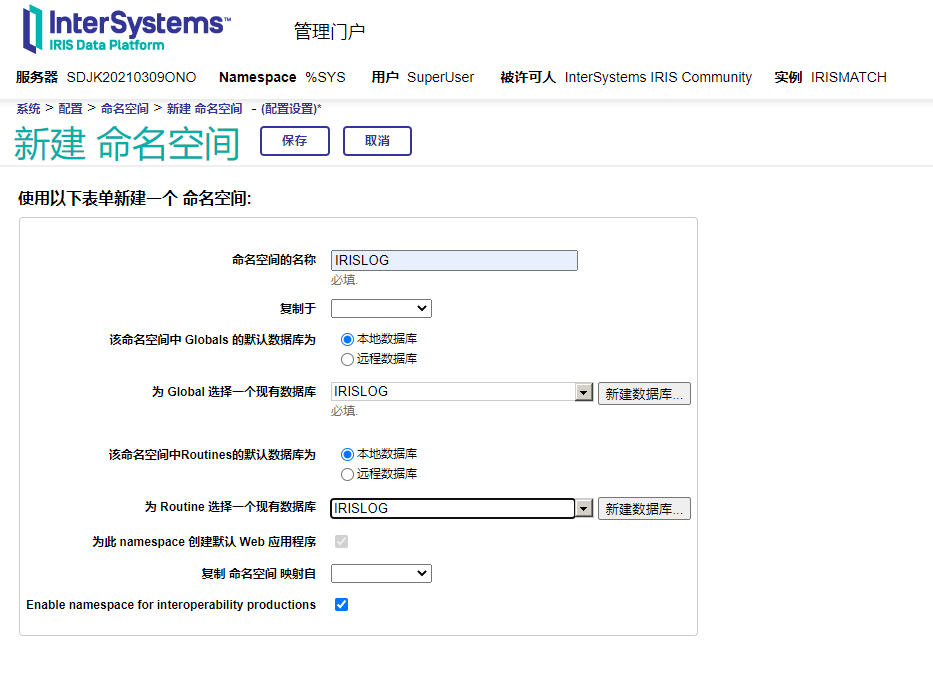 InterSystems™
IRIS Data Platform
管理门户
服务器 SDJK20210309ONO Namespace %SYS 用户 SuperUser 被许可人 InterSystems IRIS Community 实例 IRISMATCH
系统 > 配置 > 命名空间 > 新建 命名空间 - (配置设置)*
新建 命名空间 保存 取消
使用以下表单新建一个 命名空间:
命名空间的名称 IRISLOG
必填.
复制于
该命名空间中 Globals 的默认数据库为 本地数据库
远程数据库
为 Global 选择一个现有数据库 IRISLOG 新建数据库...
必填.
该命名空间中Routines的默认数据库为 本地数据库
远程数据库
为 Routine 选择一个现有数据库 IRISLOG 新建数据库...
为此 namespace 创建默认 Web 应用程序
复制 命名空间 映射自
Enable namespace for interoperability productions